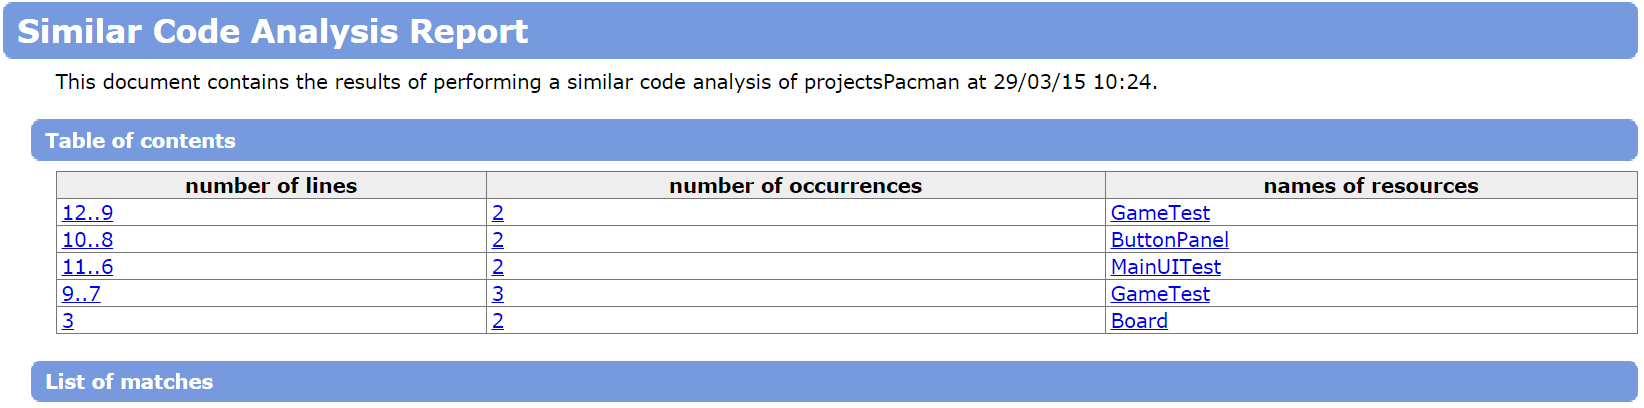 Similar Code Analysis Report
This document contains the results of performing a similar code analysis of projectsPacman at 29/03/15 10:24.
Table of contents
number of lines number of occurrences names of resources
12..9 2 GameTest
10..8 2 ButtonPanel
11..6 2 MainUITest
9..7 3 GameTest
3 2 Board
List of matches